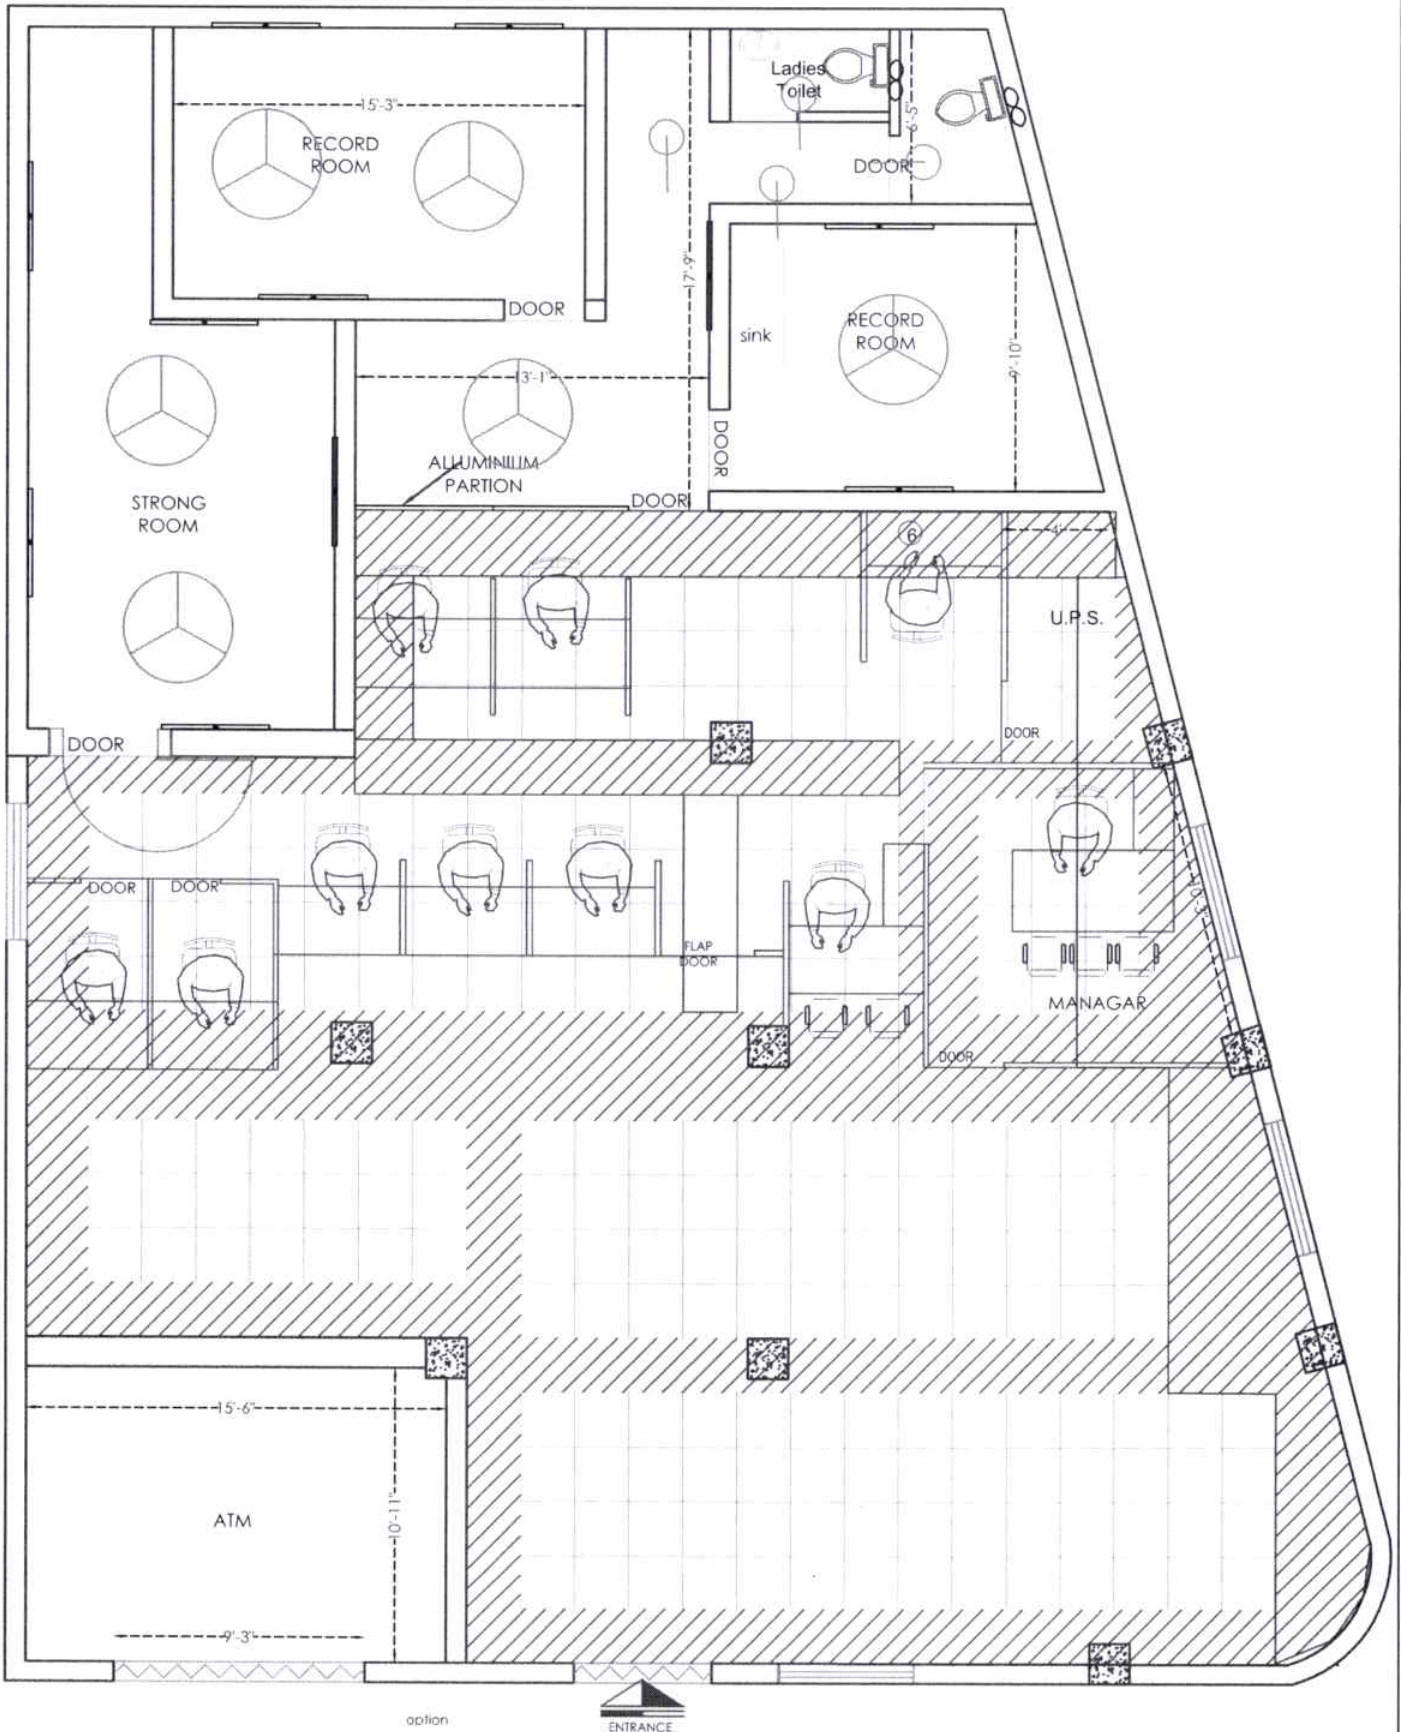 Ladies
Toilet
15'-3"
6'-5"
RECORD
ROOM
DOOR
17'-9"
DOOR
sink
RECORD
ROOM
9'-10"
13'-1"
DOOR
ALLUMINIUM
PARTION
DOOR
STRONG
ROOM
6
4'
U.P.S.
DOOR
DOOR
DOOR
DOOR
10'-3"
FLAP
DOOR
MANAGAR
DOOR
15'-6"
10'-11"
ATM
9'-3"
option
ENTRANCE